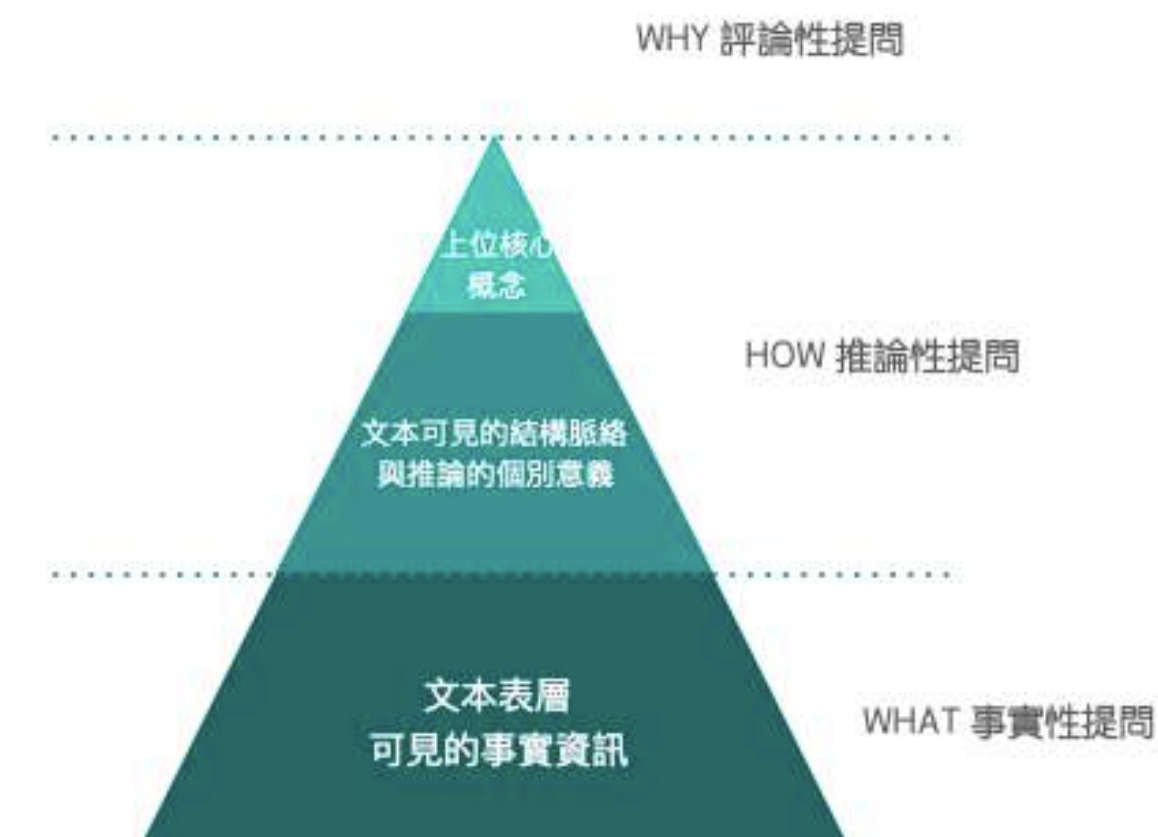 WHY 評論性提問
上位核心
概念
HOW 推論性提問
文本可見的結構脈絡
與推論的個別意義
文本表層
可見的事實資訊
WHAT 事實性提問